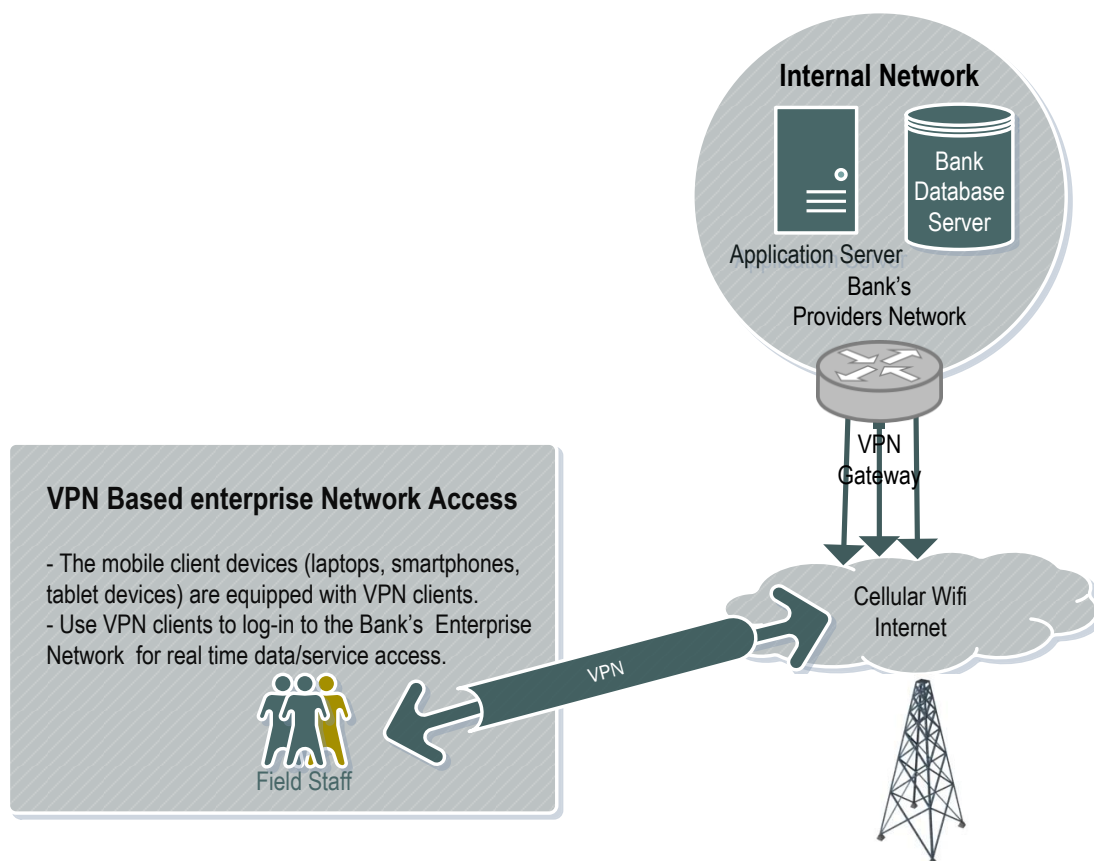 Internal Network
Bank
Database
Server
Application Server
Bank’s
Providers Network
VPN
Gateway
VPN Based enterprise Network Access
- The mobile client devices (laptops, smartphones,
tablet devices) are equipped with VPN clients.
- Use VPN clients to log-in to the Bank’s Enterprise
Network for real time data/service access.
Field Staff
VPN
Cellular Wifi
Internet